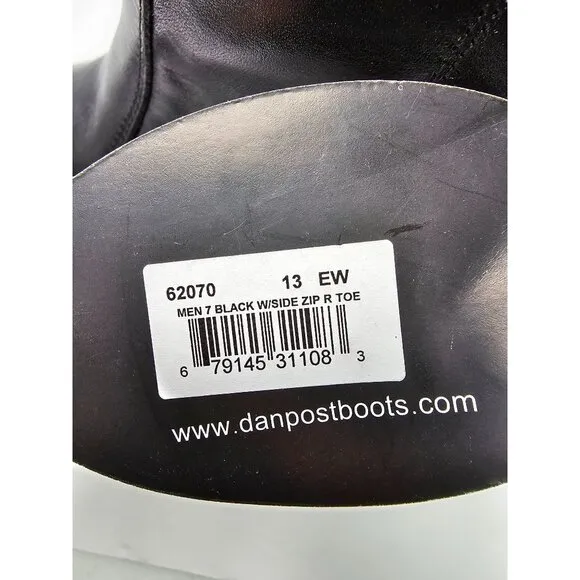 62070 13 EW
MEN 7 BLACK W/SIDE ZIP R TOE
6 79145 31108 3
www.danpostboots.com